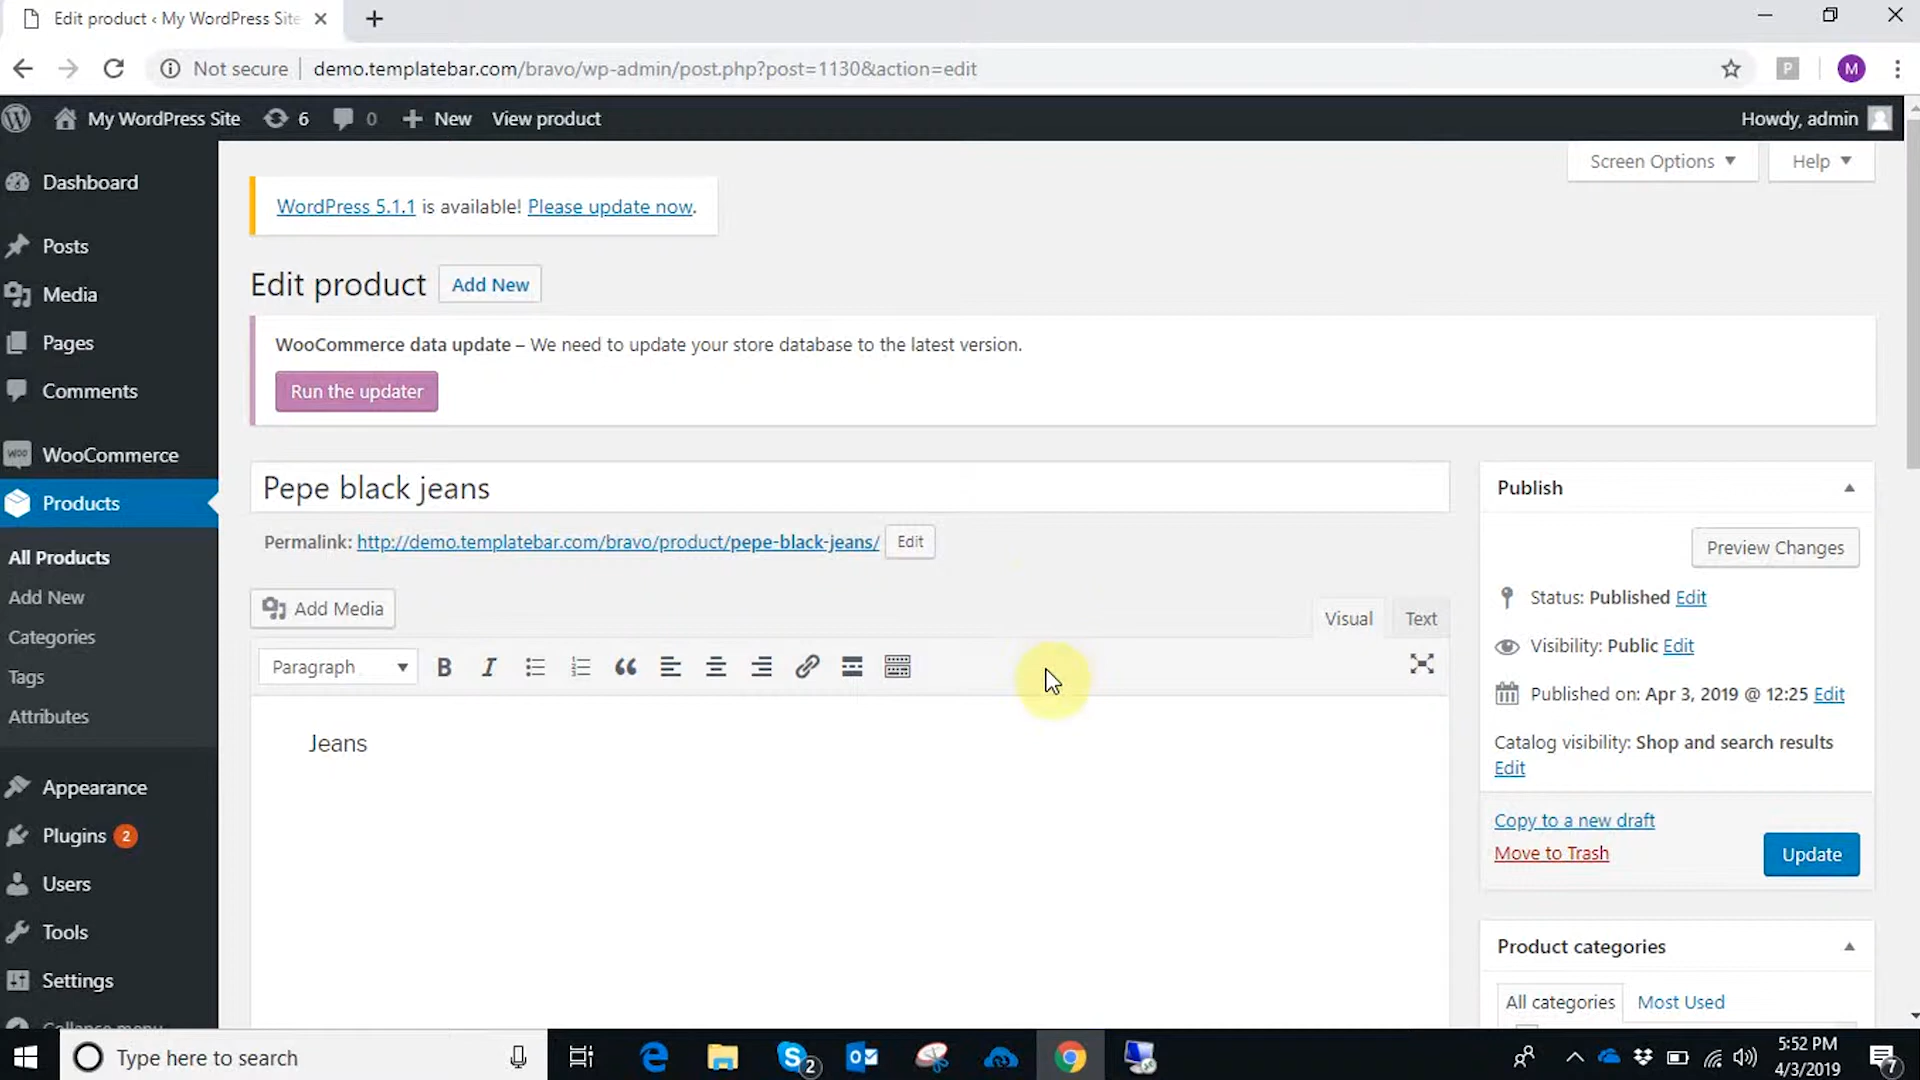 Edit product ‹ My WordPress Site
Not secure
demo.templatebar.com/bravo/wp-admin/post.php?post=1130&action=edit
P
M
My WordPress Site
6
0
New
View product
Howdy, admin
Screen Options
Help
Dashboard
Posts
Media
Pages
Comments
WOO WooCommerce
Products
All Products
Add New
Categories
Tags
Attributes
Appearance
Plugins 2
Users
Tools
Settings
Collapse menu
WordPress 5.1.1 is available! Please update now.
Edit product
Add New
WooCommerce data update – We need to update your store database to the latest version.
Run the updater
Pepe black jeans
Permalink: http://demo.templatebar.com/bravo/product/pepe-black-jeans/
Edit
Add Media
Visual
Text
Paragraph
B
I
Jeans
Publish
Preview Changes
Status: Published Edit
Visibility: Public Edit
Published on: Apr 3, 2019 @ 12:25 Edit
Catalog visibility: Shop and search results
Edit
Copy to a new draft
Move to Trash
Update
Product categories
All categories
Most Used
Type here to search
2
5:52 PM
4/3/2019
7